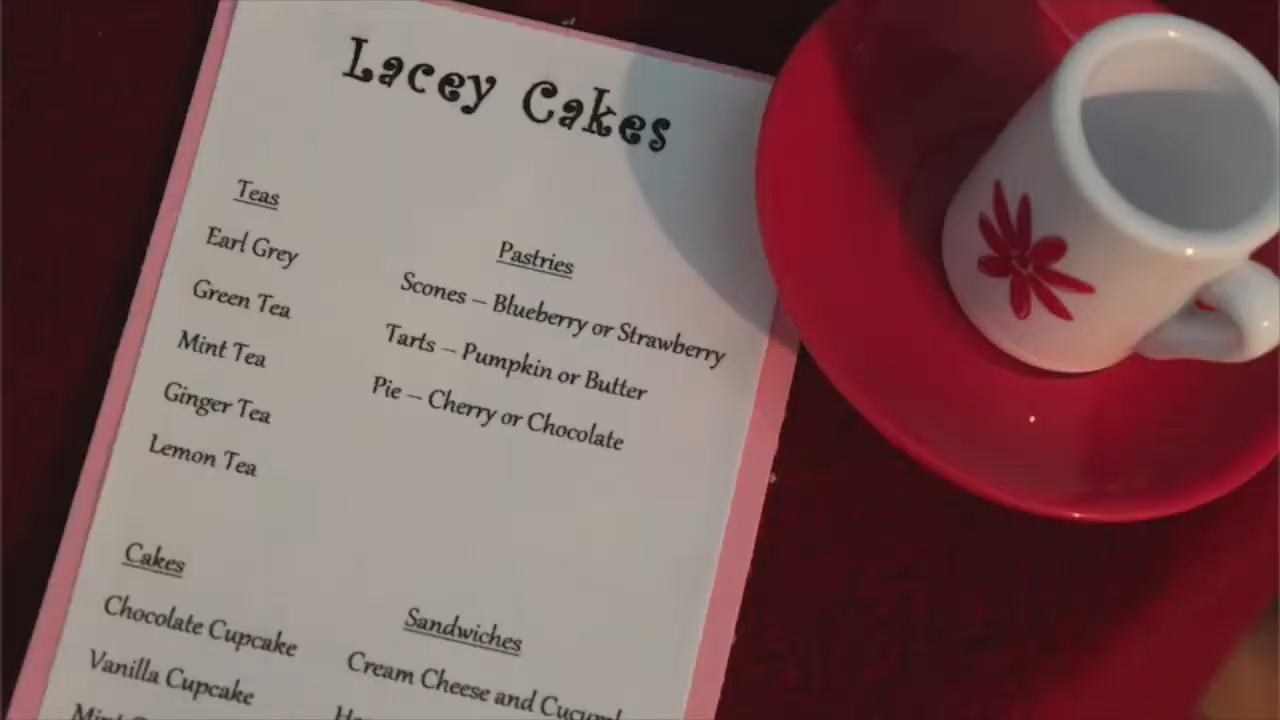 Lacey Cakes
Teas
Earl Grey
Green Tea
Mint Tea
Ginger Tea
Lemon Tea
Pastries
Scones – Blueberry or Strawberry
Tarts – Pumpkin or Butter
Pie – Cherry or Chocolate
Cakes
Chocolate Cupcake
Vanilla Cupcake
Sandwiches
Cream Cheese and